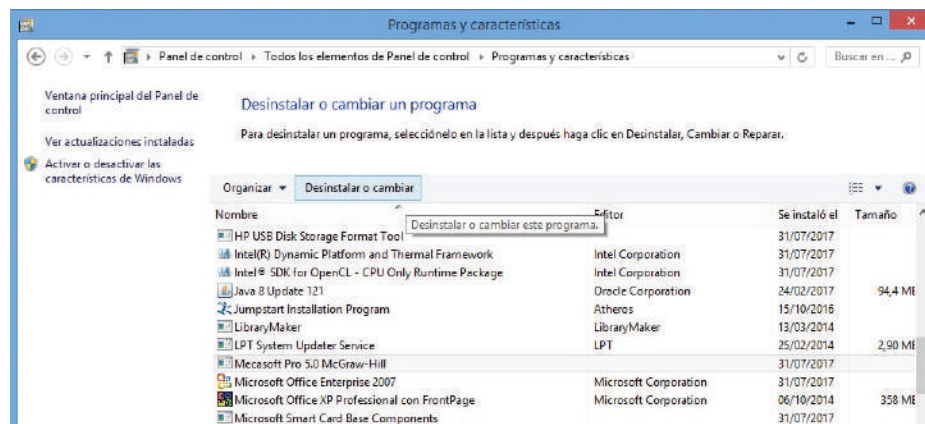 Programas y características
Panel de control Todos los elementos de Panel de control Programas y características Buscar en ...
Ventana principal del Panel de control
Ver actualizaciones instaladas
Activar o desactivar las características de Windows
Desinstalar o cambiar un programa
Para desinstalar un programa, selecciónelo en la lista y después haga clic en Desinstalar, Cambiar o Reparar.
Organizar Desinstalar o cambiar
Nombre Editor Se instaló el Tamaño
Desinstalar o cambiar este programa.
HP USB Disk Storage Format Tool 31/07/2017
Intel(R) Dynamic Platform and Thermal Framework Intel Corporation 31/07/2017
Intel® SDK for OpenCL - CPU Only Runtime Package Intel Corporation 31/07/2017
Java 8 Update 121 Oracle Corporation 24/02/2017 94,4 ME
Jumpstart Installation Program Atheros 15/10/2016
LibraryMaker LibraryMaker 13/03/2014
LPT System Updater Service LPT 25/02/2014 2,90 ME
Mecasoft Pro 5.0 McGraw-Hill 31/07/2017
Microsoft Office Enterprise 2007 Microsoft Corporation 31/07/2017
Microsoft Office XP Professional con FrontPage Microsoft Corporation 06/10/2014 358 ME
Microsoft Smart Card Base Components 31/07/2017